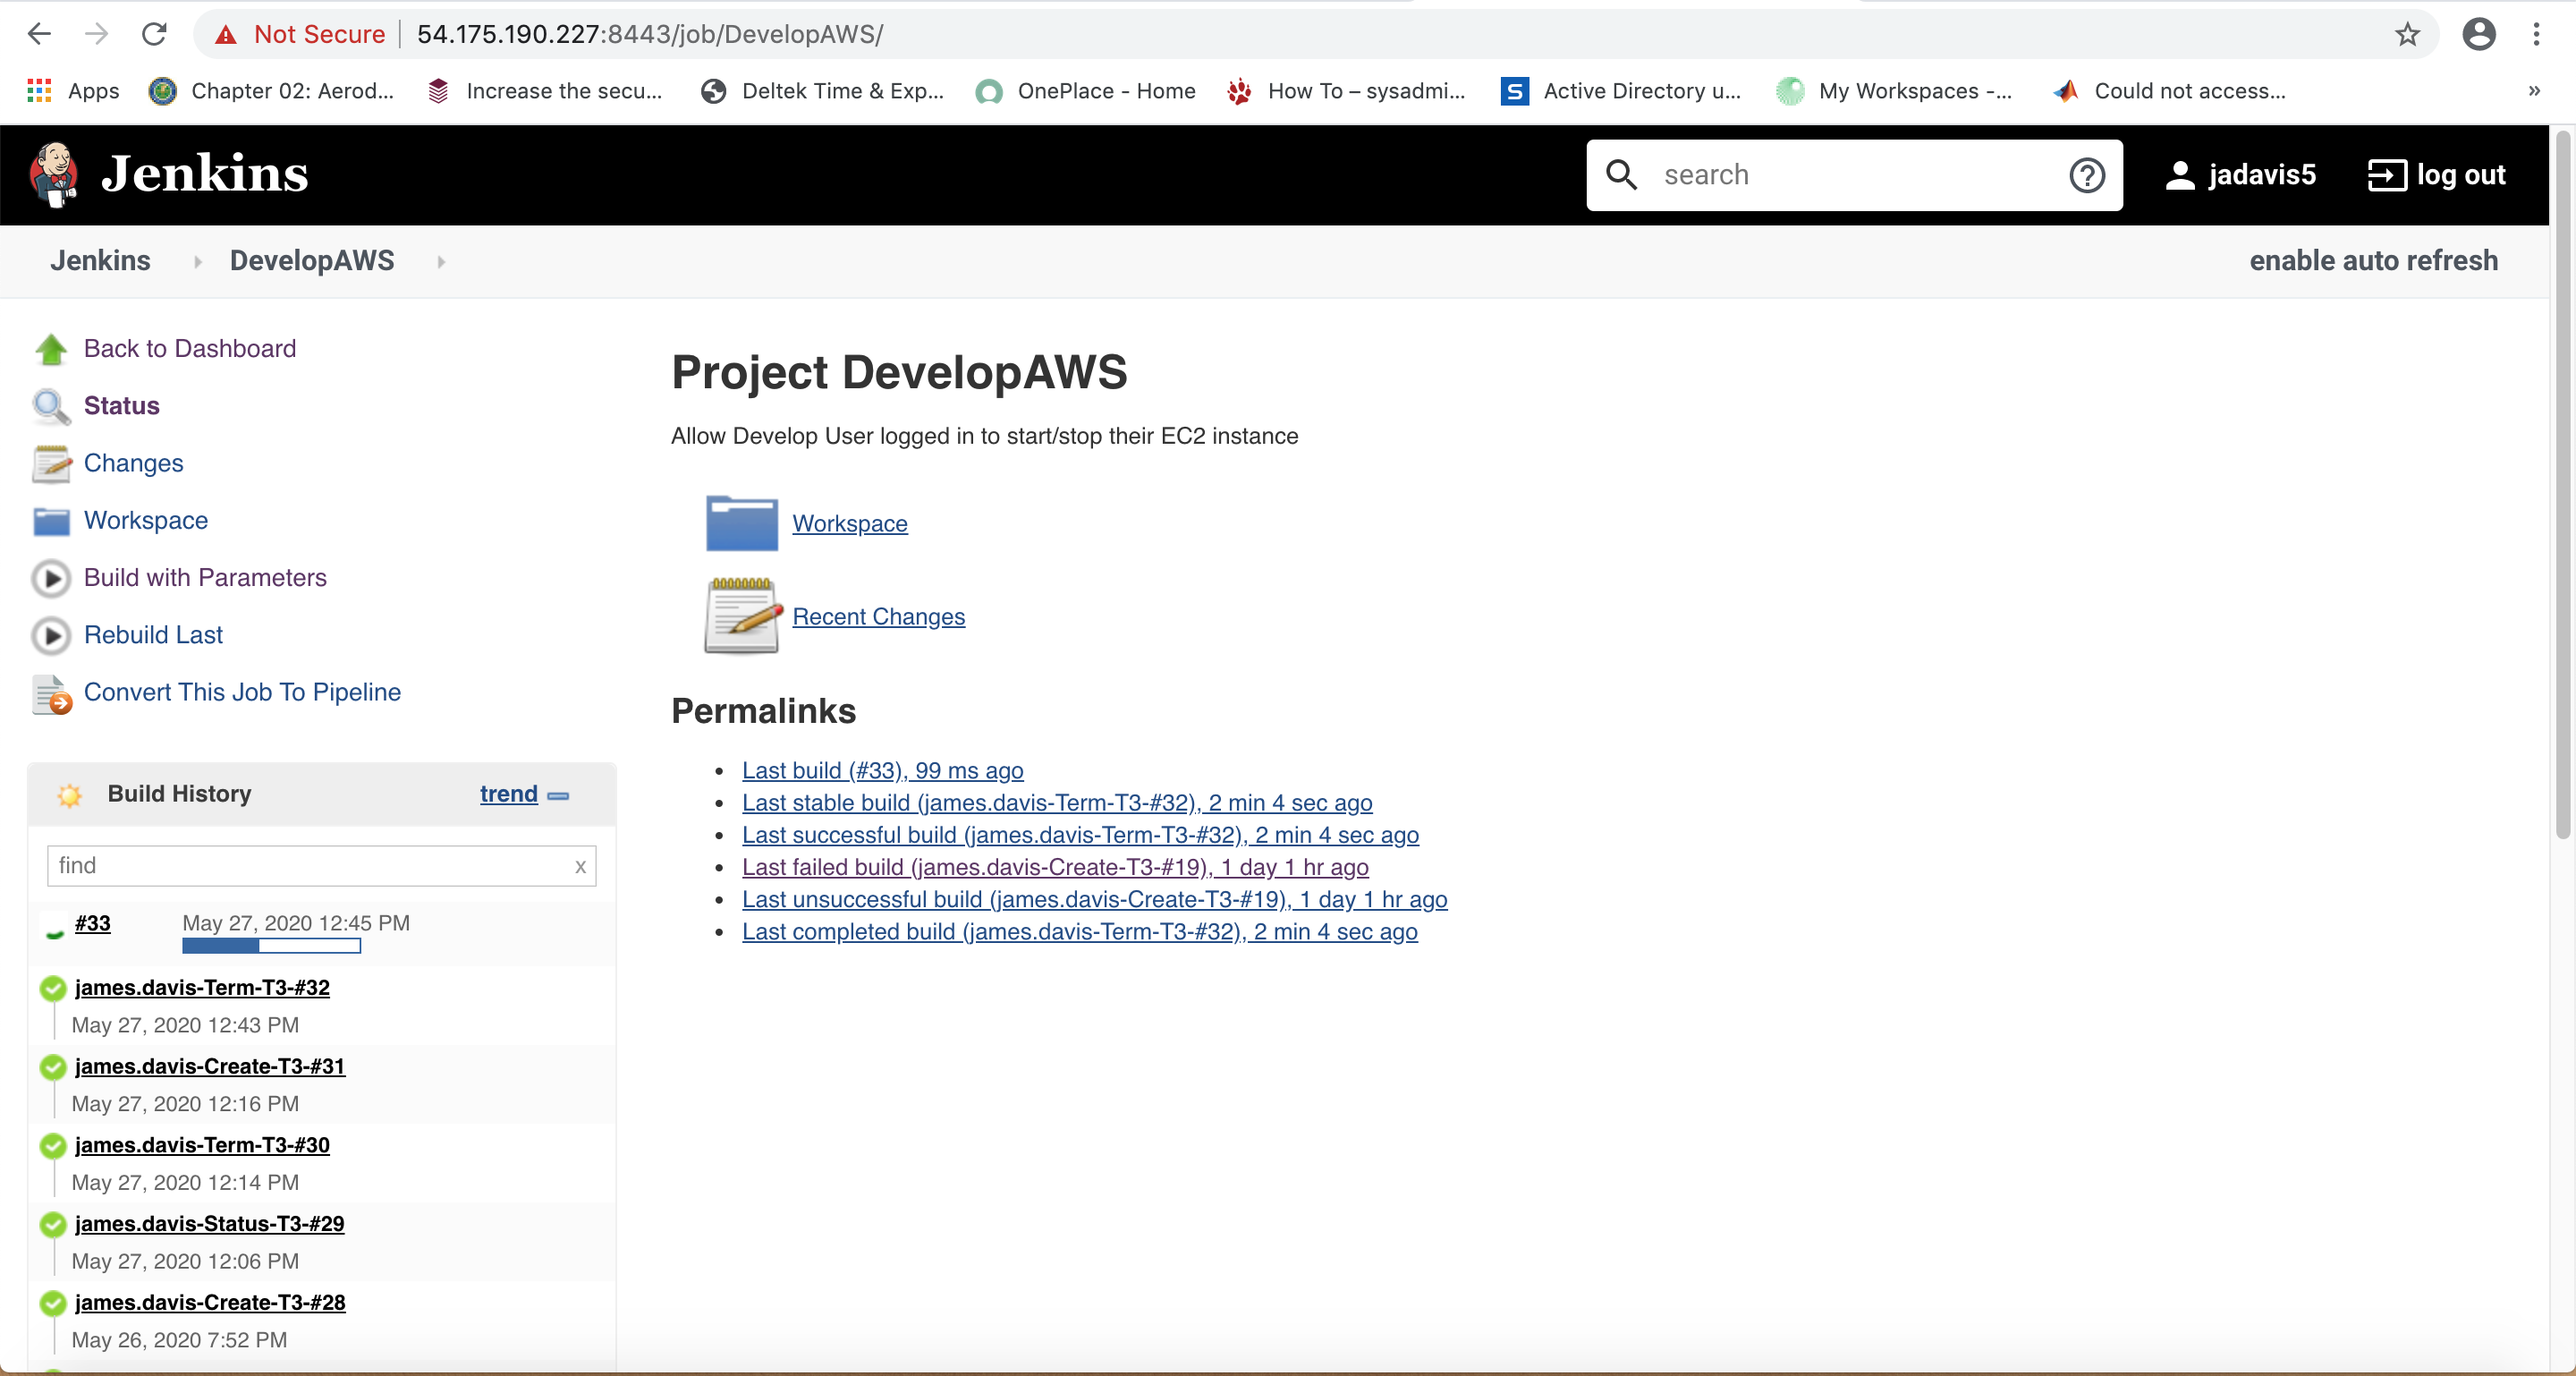 Not Secure 54.175.190.227:8443/job/DevelopAWS/
Apps Chapter 02: Aerod... Increase the secu... Deltek Time & Exp... OnePlace - Home How To – sysadmi... S Active Directory u... My Workspaces -... Could not access... »
Jenkins search ? jadavis5 log out
Jenkins DevelopAWS enable auto refresh
Back to Dashboard
Status
Changes
Workspace
Build with Parameters
Rebuild Last
Convert This Job To Pipeline
Build History trend
find x
#33 May 27, 2020 12:45 PM
james.davis-Term-T3-#32
May 27, 2020 12:43 PM
james.davis-Create-T3-#31
May 27, 2020 12:16 PM
james.davis-Term-T3-#30
May 27, 2020 12:14 PM
james.davis-Status-T3-#29
May 27, 2020 12:06 PM
james.davis-Create-T3-#28
May 26, 2020 7:52 PM
Project DevelopAWS
Allow Develop User logged in to start/stop their EC2 instance
Workspace
Recent Changes
Permalinks
• Last build (#33), 99 ms ago
• Last stable build (james.davis-Term-T3-#32), 2 min 4 sec ago
• Last successful build (james.davis-Term-T3-#32), 2 min 4 sec ago
• Last failed build (james.davis-Create-T3-#19), 1 day 1 hr ago
• Last unsuccessful build (james.davis-Create-T3-#19), 1 day 1 hr ago
• Last completed build (james.davis-Term-T3-#32), 2 min 4 sec ago